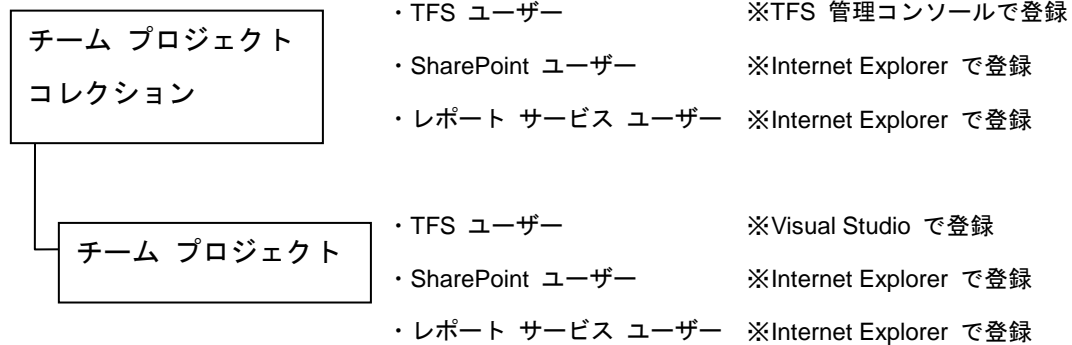 ・TFS ユーザー ※TFS 管理コンソールで登録
チーム プロジェクト
コレクション
・SharePoint ユーザー ※Internet Explorer で登録
・レポート サービス ユーザー ※Internet Explorer で登録
・TFS ユーザー ※Visual Studio で登録
チーム プロジェクト
・SharePoint ユーザー ※Internet Explorer で登録
・レポート サービス ユーザー ※Internet Explorer で登録